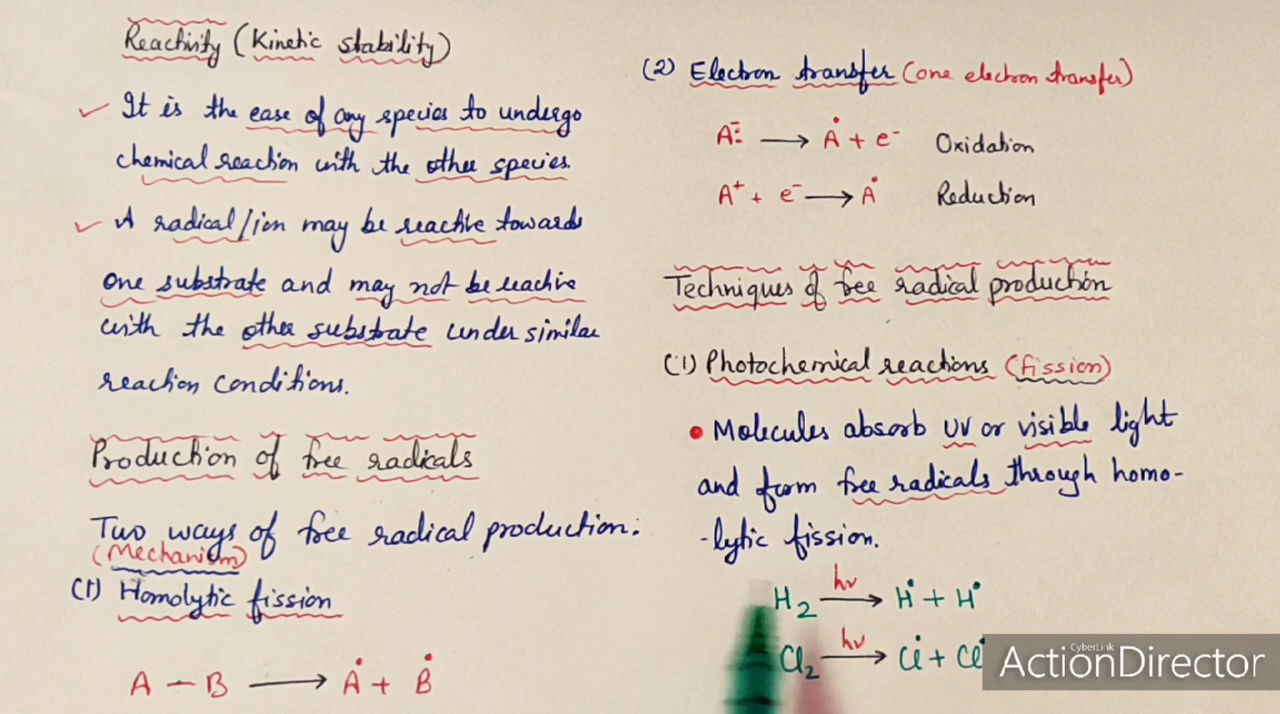 Reactivity (Kinetic stability)
It is the ease of any species to undergo
chemical reaction with the other species.
A radical/ion may be reactive towards
one substrate and may not be reactive
with the other substrate under similar
reaction conditions.
Production of free radicals
Two ways of free radical production:
(Mechanism)
(1) Homolytic fission
A – B ⟶ Ȧ + Ḃ
(2) Electron transfer (one electron transfer)
A:⁻ ⟶ Ȧ + e⁻ Oxidation
A⁺ + e⁻ ⟶ A• Reduction
Techniques of free radical production
(1) Photochemical reactions (fission)
• Molecules absorb UV or visible light
and form free radicals through homo-
-lytic fission.
H₂ —hν→ H• + H•
Cl₂ —hν→ Cl• + Cl•
CyberLink
ActionDirector